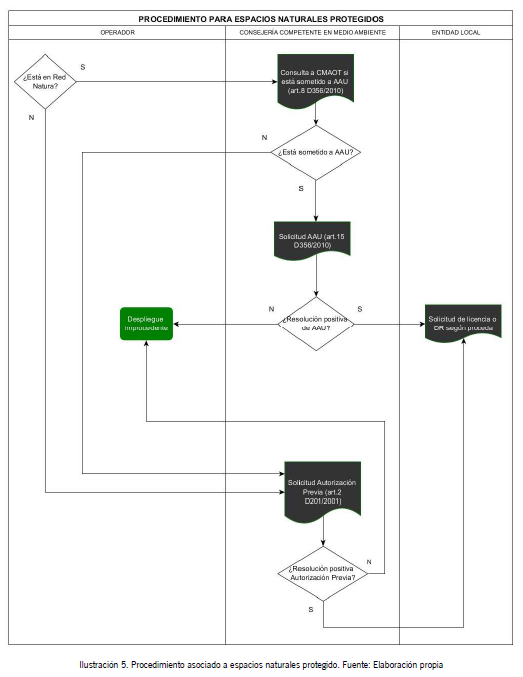 PROCEDIMIENTO PARA ESPACIOS NATURALES PROTEGIDOS
OPERADOR
CONSEJERÍA COMPETENTE EN MEDIO AMBIENTE
ENTIDAD LOCAL
¿Está en Red
Natura?
S
N
Consulta a CMAOT si
está sometido a AAU
(art.8 D356/2010)
N
¿Está sometido a AAU?
S
Solicitud AAU (art.15
D356/2010)
Despliegue
improcedente
N
¿Resolución positiva
de AAU?
S
Solicitud de licencia o
DR según proceda
Solicitud Autorización
Previa (art.2
D201/2001)
¿Resolución positiva
Autorización Previa?
N
S
Ilustración 5. Procedimiento asociado a espacios naturales protegido. Fuente: Elaboración propia